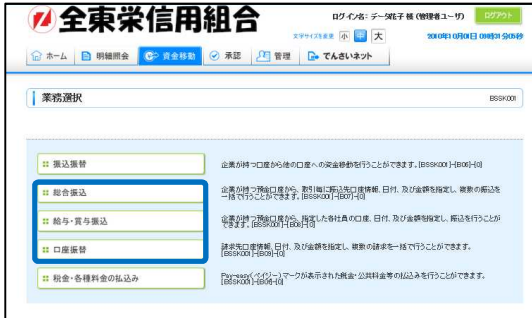 全東栄信用組合
ログイン名: データ花子 様 (管理者ユーザ)
ログアウト
文字サイズを変更 小 中 大
2010年10月01日 09時31分05秒
ホーム 明細照会 資金移動 承認 管理 でんさいネット
業務選択
BSSK001
振込振替
企業が持つ口座から他の口座への資金移動を行うことができます。[BSSK001]-[B06]-[0]
総合振込
企業が持つ預金口座から、取引毎に振込先口座情報、日付、及び金額を指定し、複数の振込を
一括で行うことができます。[BSSK001]-[B07]-[0]
給与・賞与振込
企業が持つ預金口座から、指定した各社員の口座、日付、及び金額を指定し、振込を行うことが
できます。[BSSK001]-[B08]-[0]
口座振替
請求先口座情報、日付、及び金額を指定し、複数の請求を一括で行うことができます。
[BSSK001]-[B09]-[0]
税金・各種料金の払込み
Pay-easy(ペイジー)マークが表示された税金・公共料金等の払込みを行うことができます。
[BSSK001]-[B06]-[0]